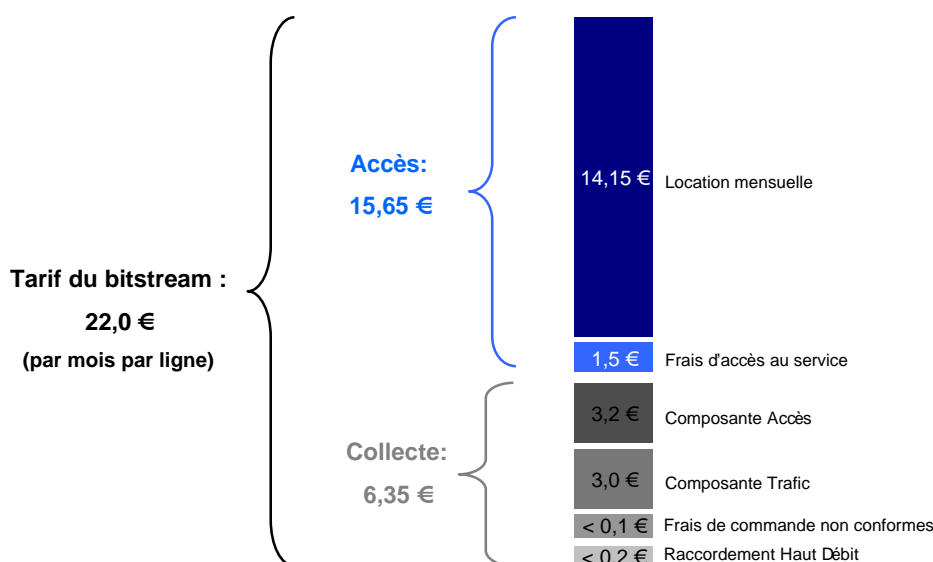 Tarif du bitstream :
22,0 €
(par mois par ligne)
Accès:
15,65 €
14,15 €
Location mensuelle
1,5 €
Frais d'accès au service
Collecte:
6,35 €
3,2 €
Composante Accès
3,0 €
Composante Trafic
< 0,1 €
Frais de commande non conformes
< 0,2 €
Raccordement Haut Débit